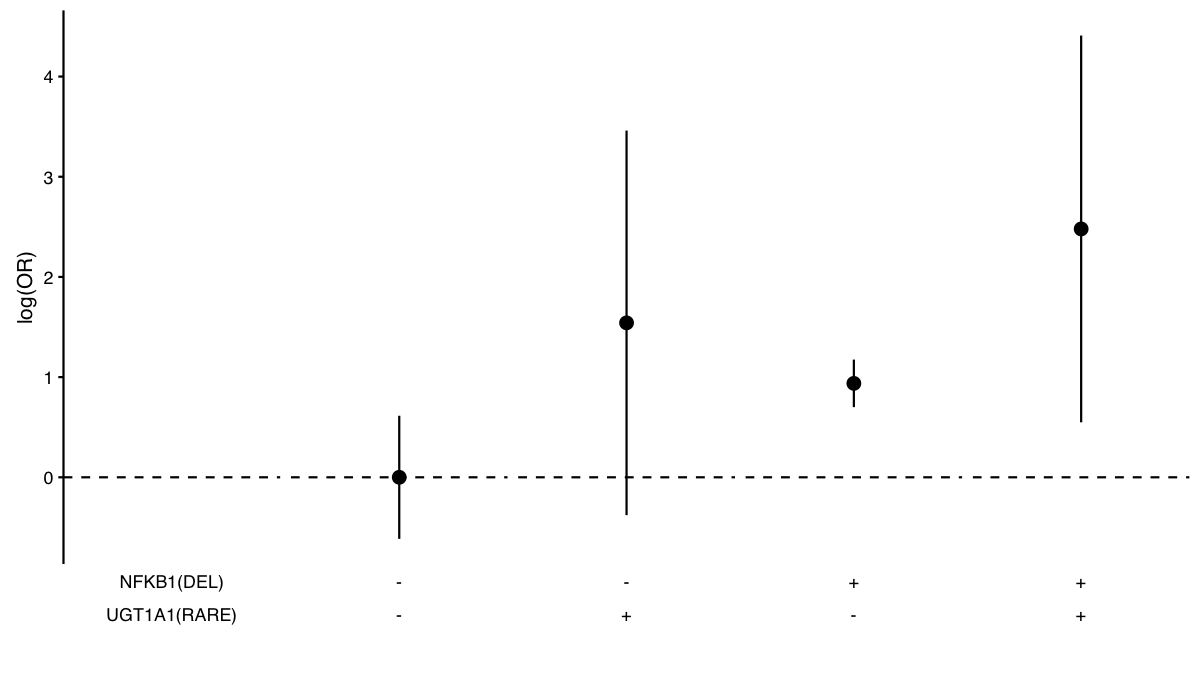 4
3
2
1
0
log(OR)
NFKB1(DEL) - - + +
UGT1A1(RARE) - + - +